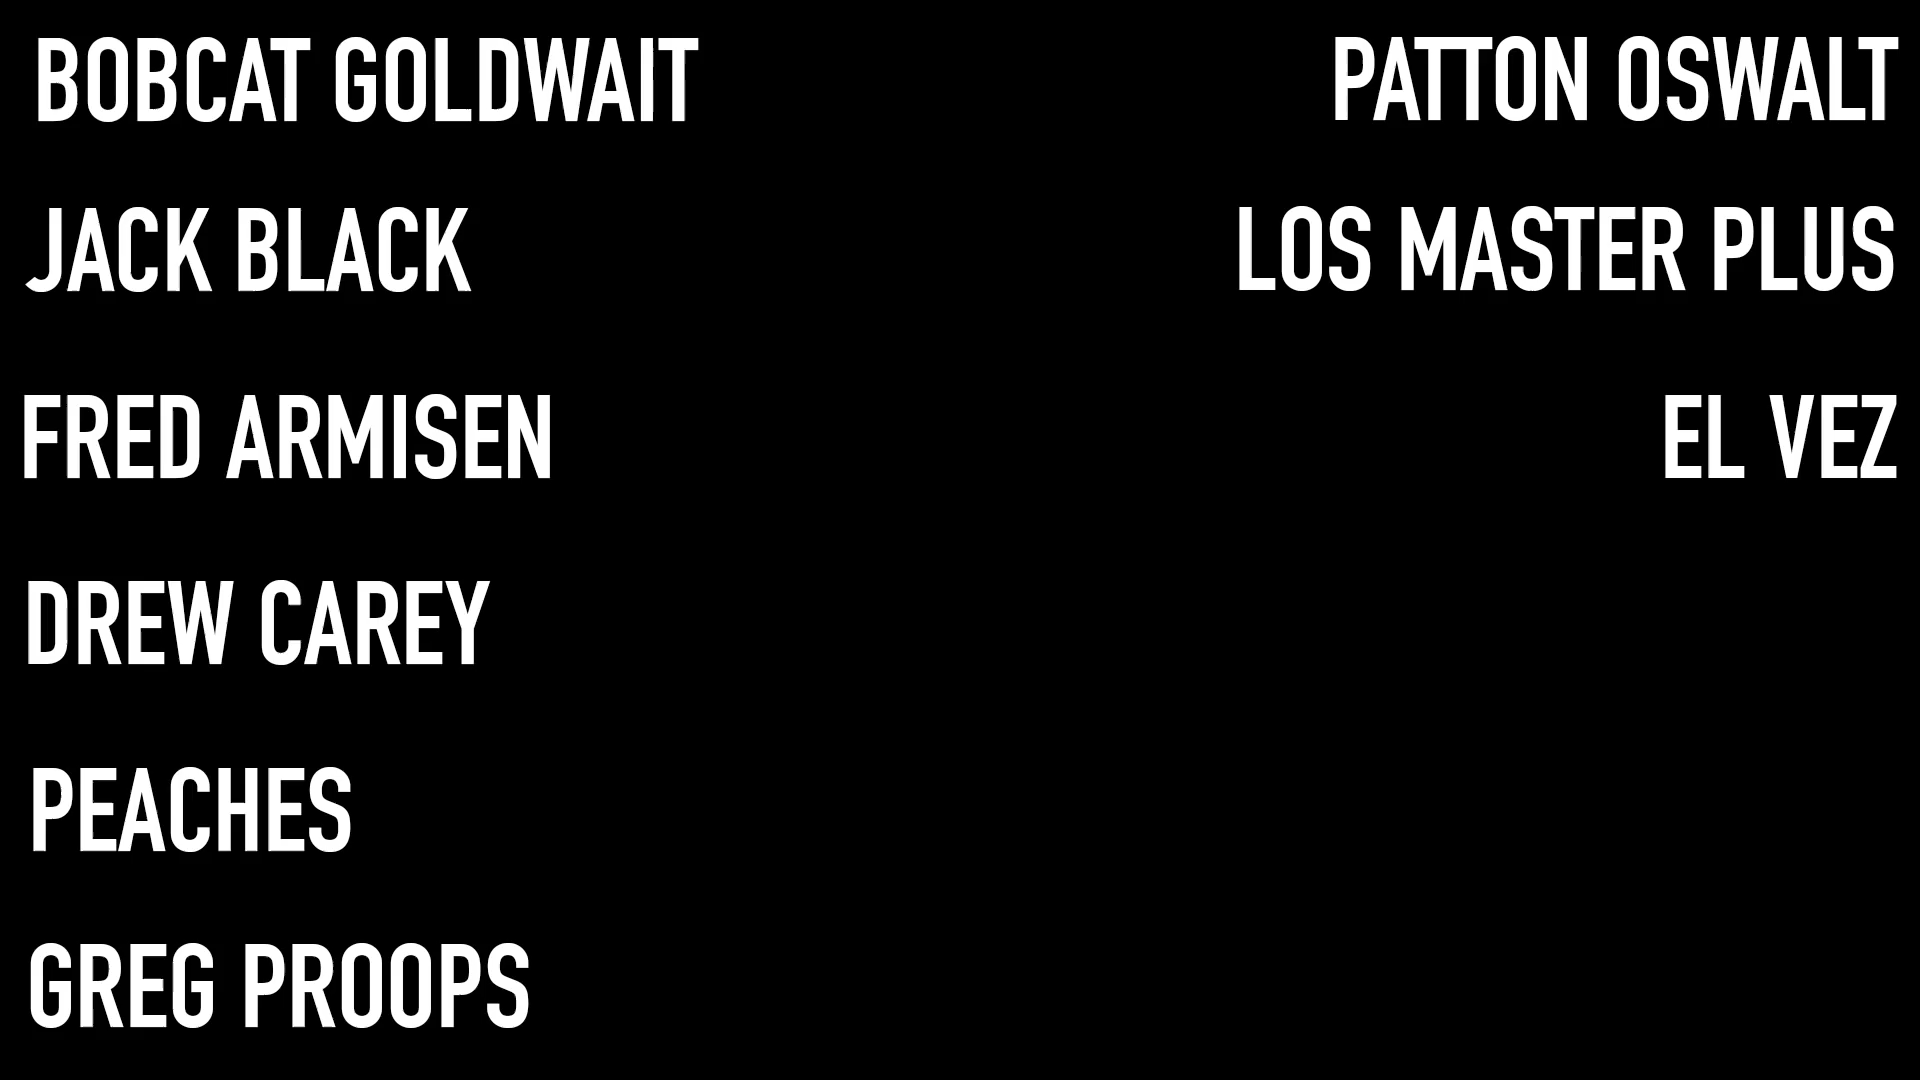 BOBCAT GOLDWAIT
JACK BLACK
FRED ARMISEN
DREW CAREY
PEACHES
GREG PROOPS
PATTON OSWALT
LOS MASTER PLUS
EL VEZ